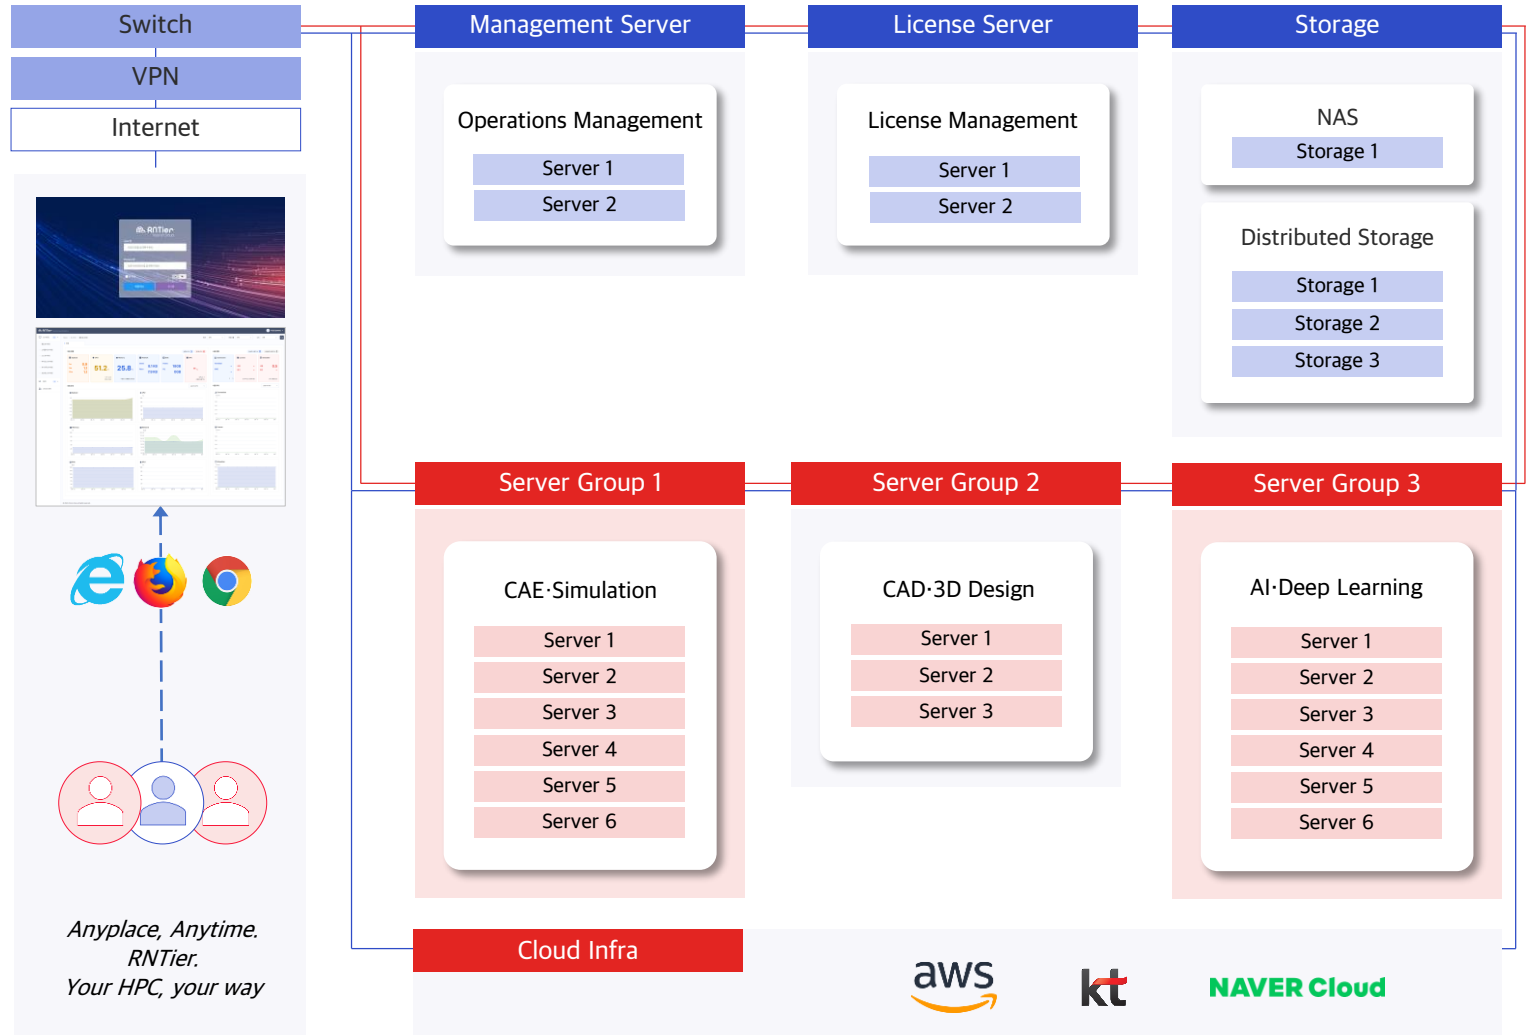 Switch
VPN
Internet
RNTier
Anyplace, Anytime.
RNTier.
Your HPC, your way
Management Server
Operations Management
Server 1
Server 2
License Server
License Management
Server 1
Server 2
Storage
NAS
Storage 1
Distributed Storage
Storage 1
Storage 2
Storage 3
Server Group 1
CAE·Simulation
Server 1
Server 2
Server 3
Server 4
Server 5
Server 6
Server Group 2
CAD·3D Design
Server 1
Server 2
Server 3
Server Group 3
AI·Deep Learning
Server 1
Server 2
Server 3
Server 4
Server 5
Server 6
Cloud Infra
aws
kt
NAVER Cloud